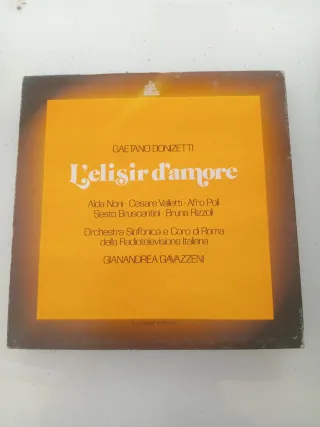 GAETANO DONIZETTI
L'elisir d'amore
Alda Noni · Cesare Valletti · Afro Poli
Sesto Bruscantini · Bruna Rizzoli
Orchestra Sinfonica e Coro di Roma
della Radiotelevisione Italiana
GIANANDREA GAVAZZENI